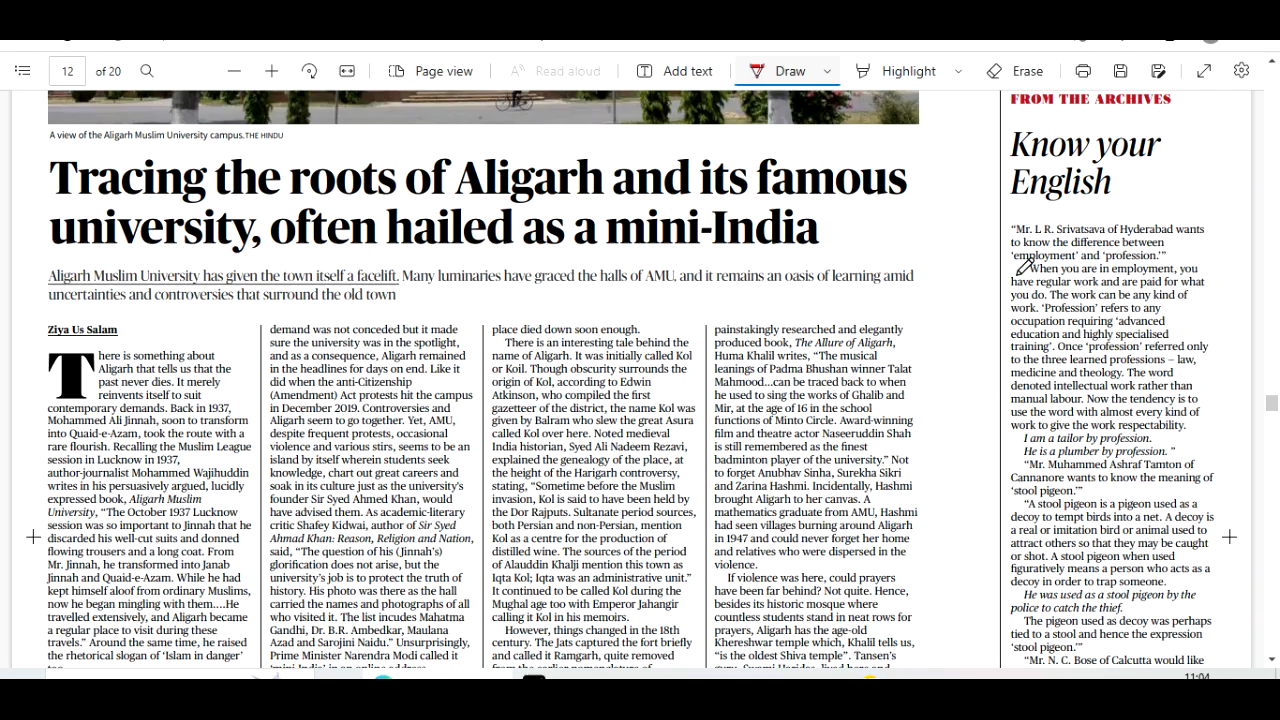 12 of 20
Page view
Read aloud
Add text
Draw
Highlight
Erase
A view of the Aligarh Muslim University campus. THE HINDU
Tracing the roots of Aligarh and its famous
university, often hailed as a mini-India
Aligarh Muslim University has given the town itself a facelift. Many luminaries have graced the halls of AMU, and it remains an oasis of learning amid
uncertainties and controversies that surround the old town
Ziya Us Salam
There is something about
Aligarh that tells us that the
past never dies. It merely
reinvents itself to suit
contemporary demands. Back in 1937,
Mohammed Ali Jinnah, soon to transform
into Quaid-e-Azam, took the route with a
rare flourish. Recalling the Muslim League
session in Lucknow in 1937,
author-journalist Mohammed Wajihuddin
writes in his persuasively argued, lucidly
expressed book, Aligarh Muslim
University, “The October 1937 Lucknow
session was so important to Jinnah that he
discarded his well-cut suits and donned
flowing trousers and a long coat. From
Mr. Jinnah, he transformed into Janab
Jinnah and Quaid-e-Azam. While he had
kept himself aloof from ordinary Muslims,
now he began mingling with them....He
travelled extensively, and Aligarh became
a regular place to visit during these
travels.” Around the same time, he raised
the rhetorical slogan of ‘Islam in danger’
demand was not conceded but it made
sure the university was in the spotlight,
and as a consequence, Aligarh remained
in the headlines for days on end. Like it
did when the anti-Citizenship
(Amendment) Act protests hit the campus
in December 2019. Controversies and
Aligarh seem to go together. Yet, AMU,
despite frequent protests, occasional
violence and various stirs, seems to be an
island by itself wherein students seek
knowledge, chart out great careers and
soak in its culture just as the university’s
founder Sir Syed Ahmed Khan, would
have advised them. As academic-literary
critic Shafey Kidwai, author of Sir Syed
Ahmad Khan: Reason, Religion and Nation,
said, “The question of his (Jinnah’s)
glorification does not arise, but the
university’s job is to protect the truth of
history. His photo was there as the hall
carried the names and photographs of all
who visited it. The list incudes Mahatma
Gandhi, Dr. B.R. Ambedkar, Maulana
Azad and Sarojini Naidu.” Unsurprisingly,
Prime Minister Narendra Modi called it
‘mini India’ in an online address
place died down soon enough.
There is an interesting tale behind the
name of Aligarh. It was initially called Kol
or Koil. Though obscurity surrounds the
origin of Kol, according to Edwin
Atkinson, who compiled the first
gazetteer of the district, the name Kol was
given by Balram who slew the great Asura
called Kol over here. Noted medieval
India historian, Syed Ali Nadeem Rezavi,
explained the genealogy of the place, at
the height of the Harigarh controversy,
stating, “Sometime before the Muslim
invasion, Kol is said to have been held by
the Dor Rajputs. Sultanate period sources,
both Persian and non-Persian, mention
Kol as a centre for the production of
distilled wine. The sources of the period
of Alauddin Khalji mention this town as
Iqta Kol; Iqta was an administrative unit.”
It continued to be called Kol during the
Mughal age too with Emperor Jahangir
calling it Kol in his memoirs.
However, things changed in the 18th
century. The Jats captured the fort briefly
and called it Ramgarh, quite removed
from the earlier nomenclature of
painstakingly researched and elegantly
produced book, The Allure of Aligarh,
Huma Khalil writes, “The musical
leanings of Padma Bhushan winner Talat
Mahmood...can be traced back to when
he used to sing the works of Ghalib and
Mir, at the age of 16 in the school
functions of Minto Circle. Award-winning
film and theatre actor Naseeruddin Shah
is still remembered as the finest
badminton player of the university.” Not
to forget Anubhav Sinha, Surekha Sikri
and Zarina Hashmi. Incidentally, Hashmi
brought Aligarh to her canvas. A
mathematics graduate from AMU, Hashmi
had seen villages burning around Aligarh
in 1947 and could never forget her home
and relatives who were dispersed in the
violence.
If violence was here, could prayers
have been far behind? Not quite. Hence,
besides its historic mosque where
countless students stand in neat rows for
prayers, Aligarh has the age-old
Khereshwar temple which, Khalil tells us,
“is the oldest Shiva temple”. Tansen’s
guru, Swami Haridas, lived here and
FROM THE ARCHIVES
Know your
English
“Mr. L R. Srivatsava of Hyderabad wants
to know the difference between
‘employment’ and ‘profession.’”
When you are in employment, you
have regular work and are paid for what
you do. The work can be any kind of
work. ‘Profession’ refers to any
occupation requiring ‘advanced
education and highly specialised
training’. Once ‘profession’ referred only
to the three learned professions – law,
medicine and theology. The word
denoted intellectual work rather than
manual labour. Now the tendency is to
use the word with almost every kind of
work to give the work respectability.
I am a tailor by profession.
He is a plumber by profession. ”
“Mr. Muhammed Ashraf Tamton of
Cannanore wants to know the meaning of
‘stool pigeon.’”
“A stool pigeon is a pigeon used as a
decoy to tempt birds into a net. A decoy is
a real or imitation bird or animal used to
attract others so that they may be caught
or shot. A stool pigeon when used
figuratively means a person who acts as a
decoy in order to trap someone.
He was used as a stool pigeon by the
police to catch the thief.
The pigeon used as decoy was perhaps
tied to a stool and hence the expression
‘stool pigeon.’”
“Mr. N. C. Bose of Calcutta would like
11:04